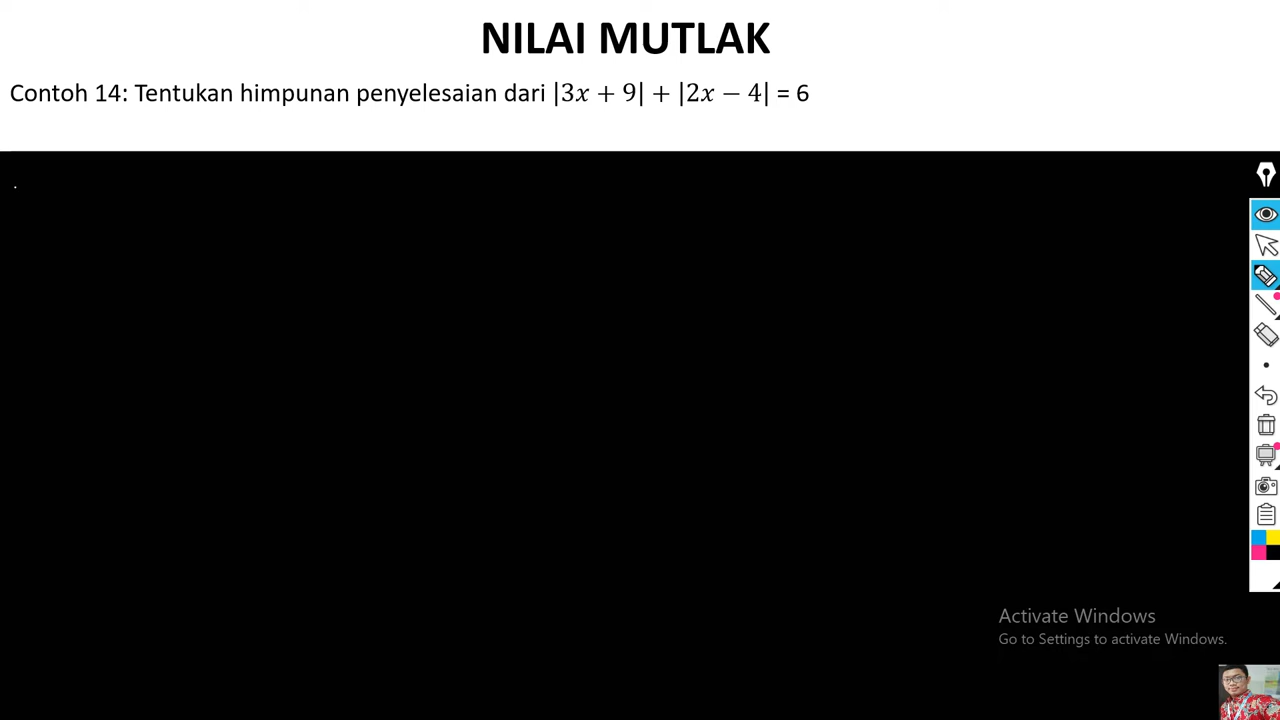 NILAI MUTLAK
Contoh 14: Tentukan himpunan penyelesaian dari |3𝑥 + 9| + |2𝑥 − 4| = 6
Activate Windows
Go to Settings to activate Windows.